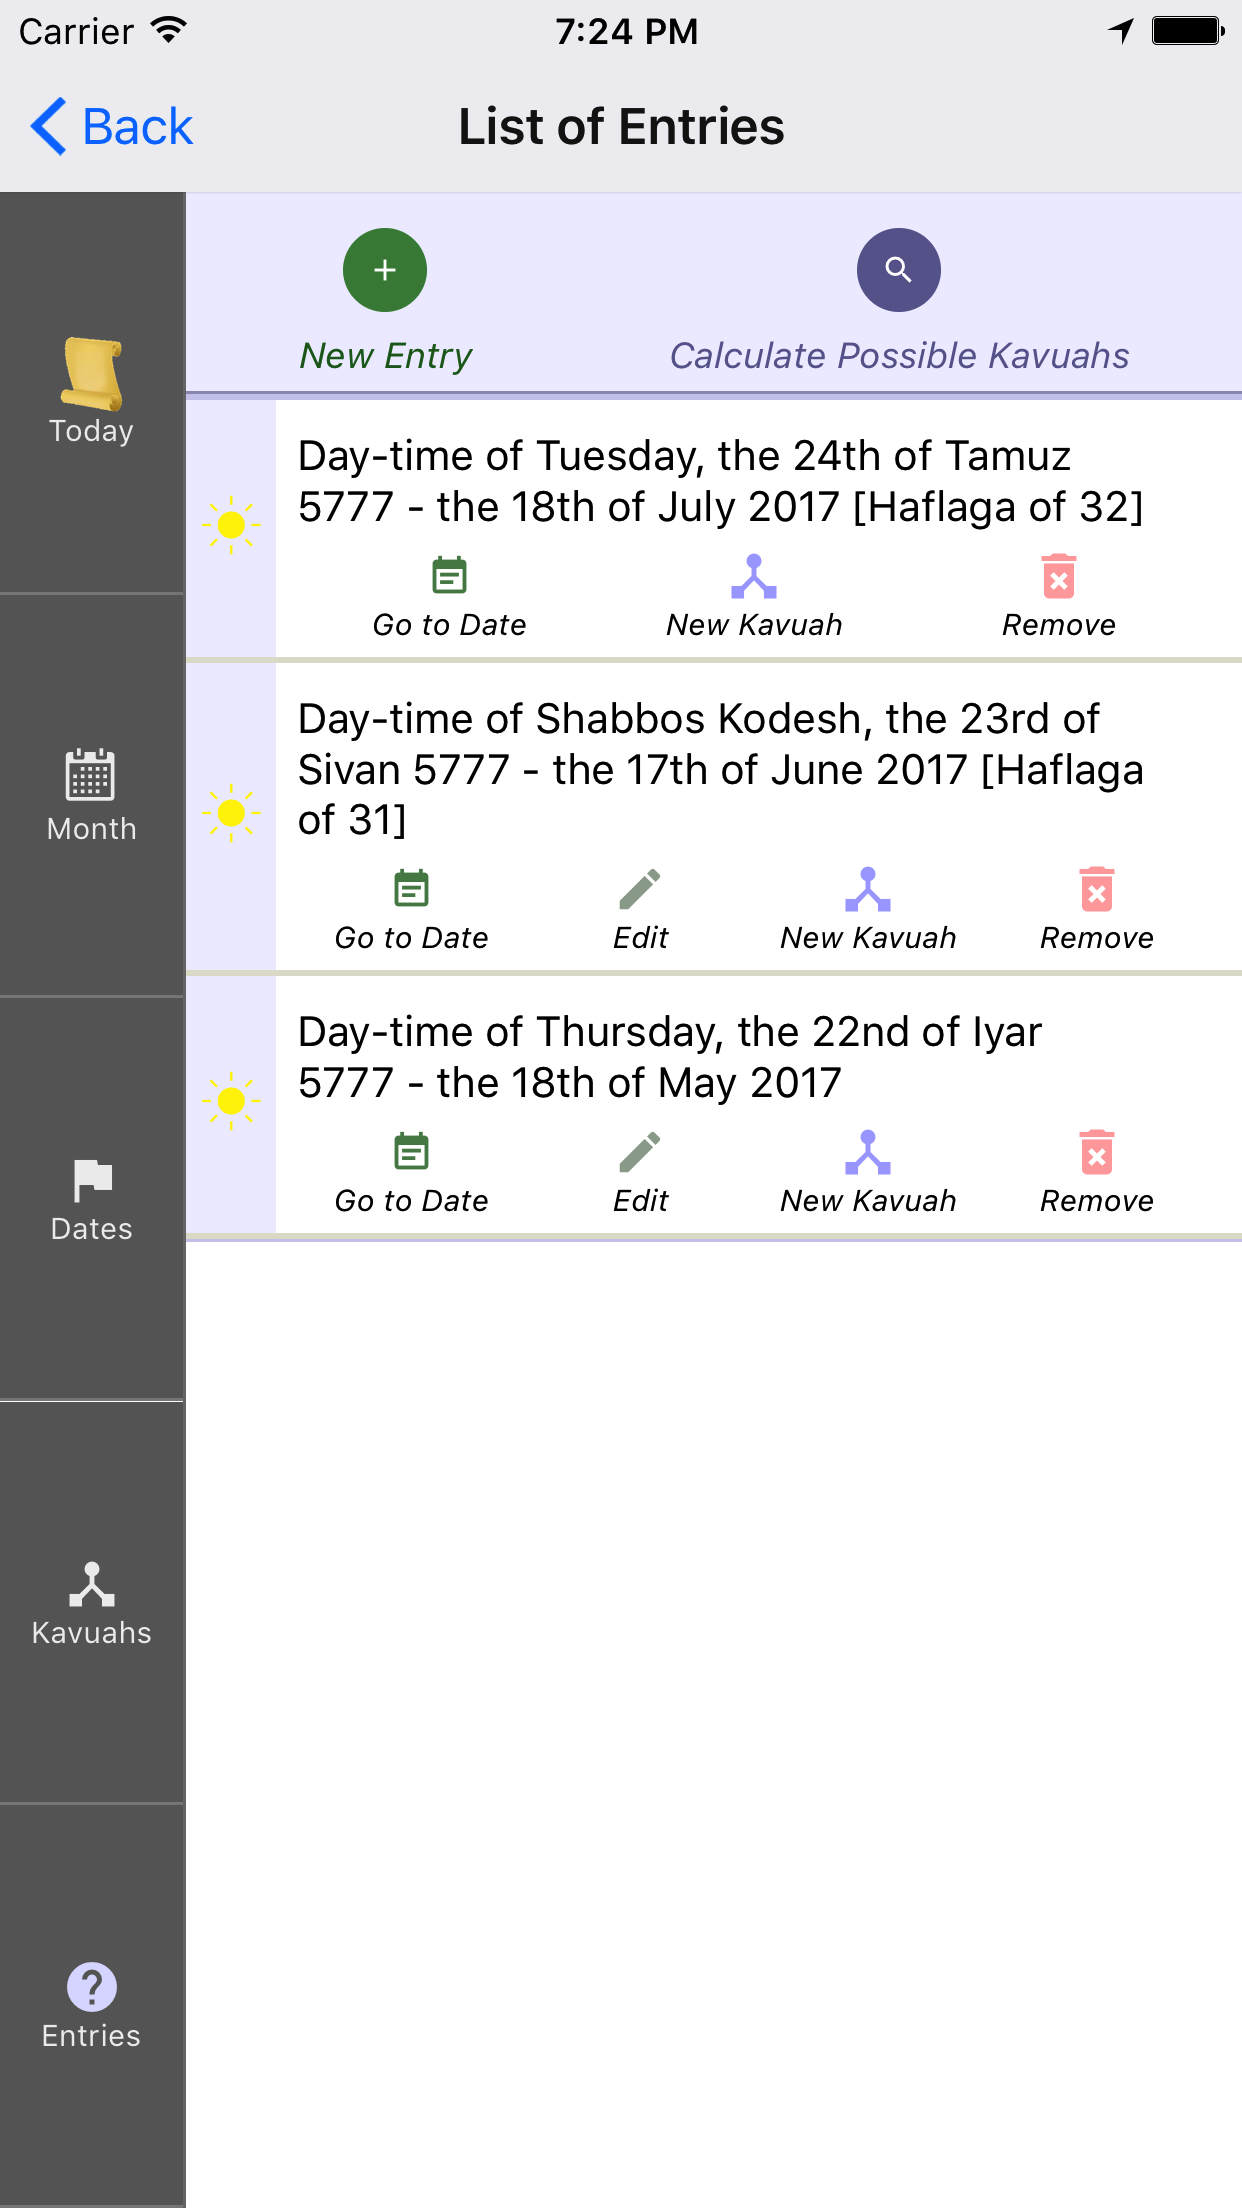 Carrier 7:24 PM
Back List of Entries
New Entry Calculate Possible Kavuahs
Today
Month
Dates
Kavuahs
Entries
Day-time of Tuesday, the 24th of Tamuz
5777 - the 18th of July 2017 [Haflaga of 32]
Go to Date New Kavuah Remove
Day-time of Shabbos Kodesh, the 23rd of
Sivan 5777 - the 17th of June 2017 [Haflaga
of 31]
Go to Date Edit New Kavuah Remove
Day-time of Thursday, the 22nd of Iyar
5777 - the 18th of May 2017
Go to Date Edit New Kavuah Remove